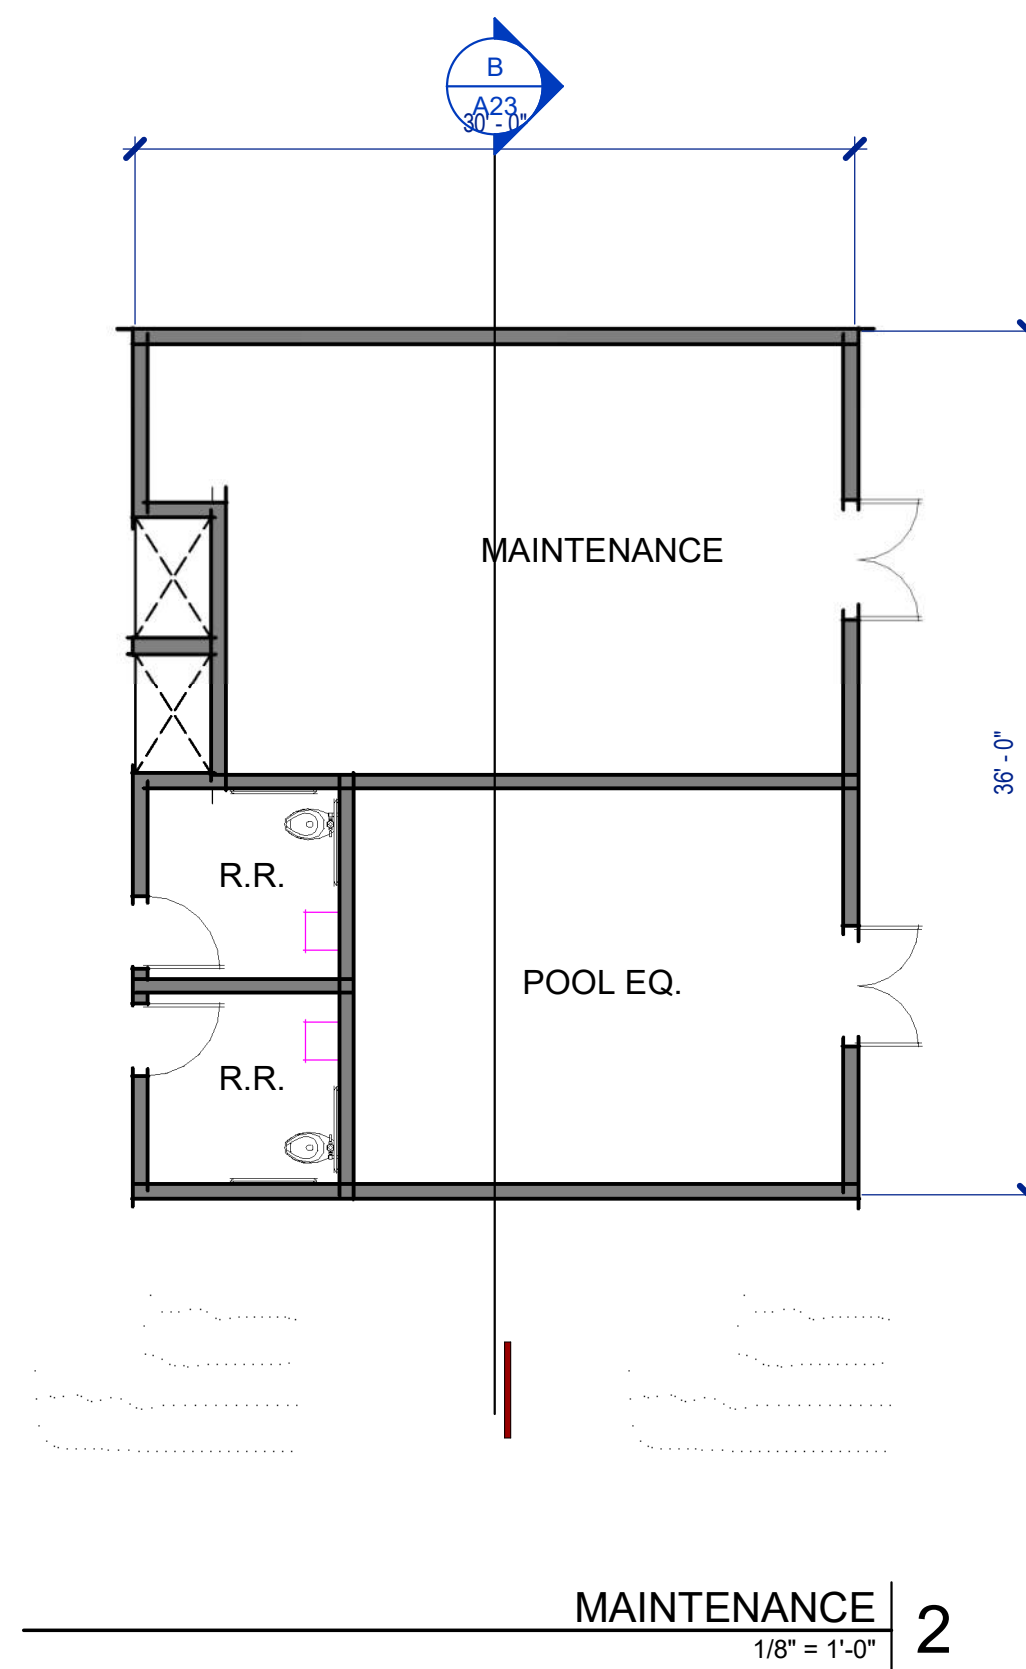 B
A23
30' - 0"
MAINTENANCE
36' - 0"
R.R.
POOL EQ.
R.R.
MAINTENANCE
1/8" = 1'-0"
2